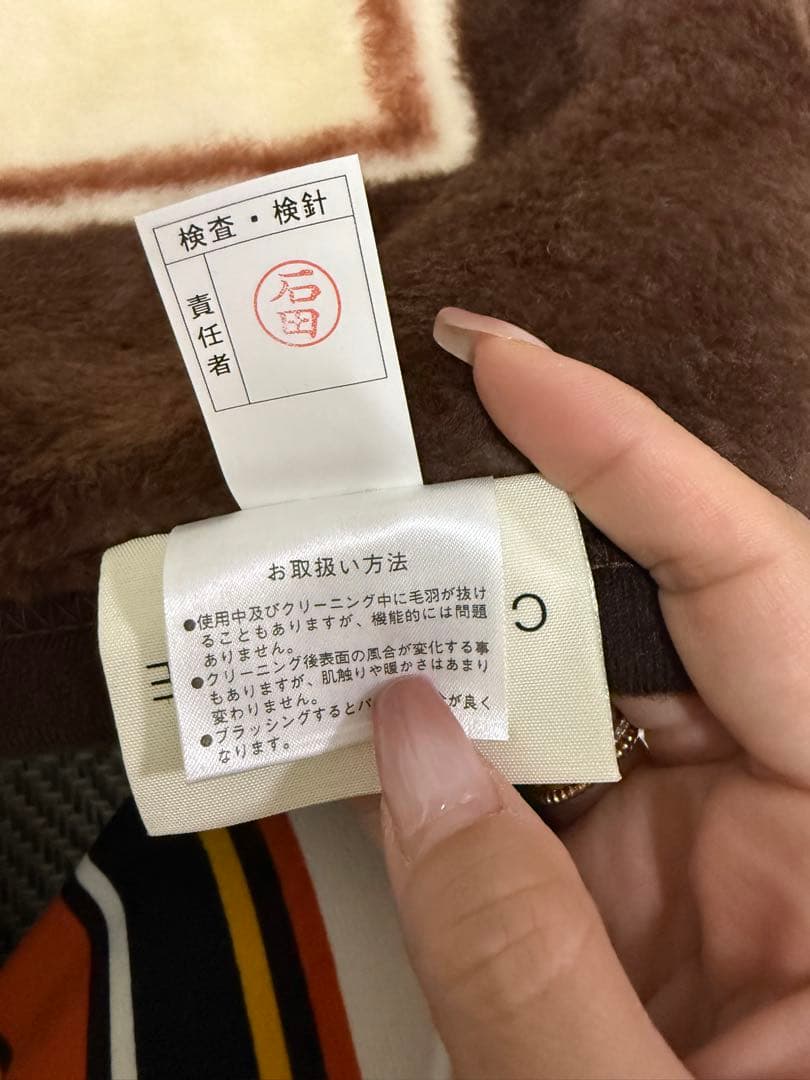 検査・検針
責任者
石田
お取扱い方法
●使用中及びクリーニング中に毛羽が抜け
ることもありますが、機能的には問題
ありません。
●クリーニング後表面の風合が変化する事
もありますが、肌触りや暖かさはあまり
変わりません。
●ブラッシングするとバ が良く
なります。
C
E